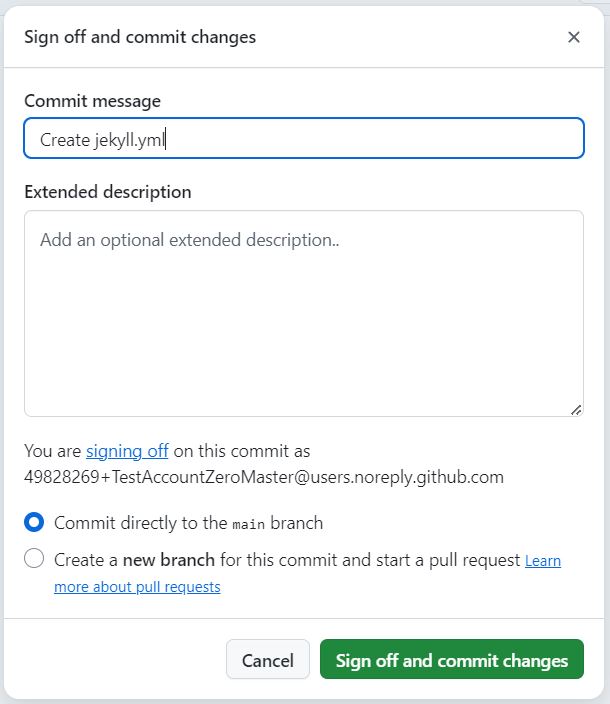 Sign off and commit changes
Commit message
Create jekyll.yml
Extended description
Add an optional extended description..
You are signing off on this commit as
49828269+TestAccountZeroMaster@users.noreply.github.com
Commit directly to the main branch
Create a new branch for this commit and start a pull request Learn
more about pull requests
Cancel
Sign off and commit changes